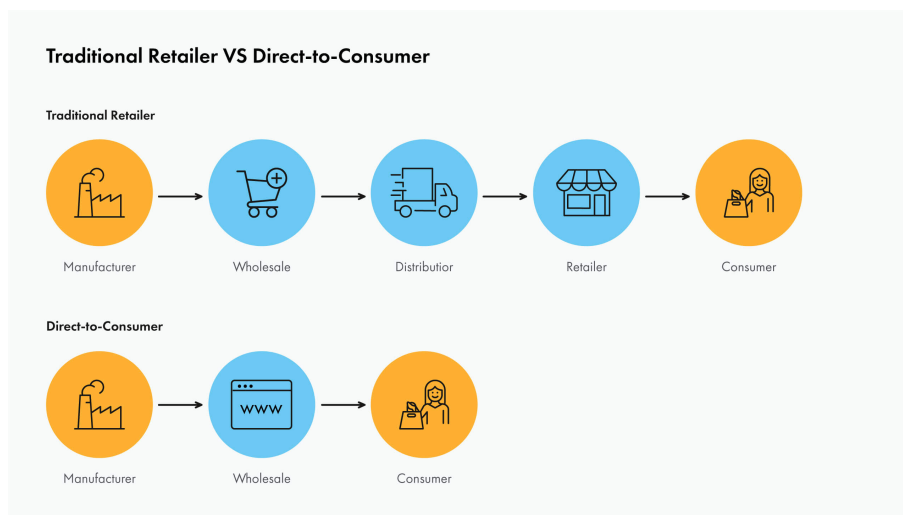 Traditional Retailer VS Direct-to-Consumer
Traditional Retailer
Manufacturer
Wholesale
Distributior
Retailer
Consumer
Direct-to-Consumer
WWW
Manufacturer
Wholesale
Consumer